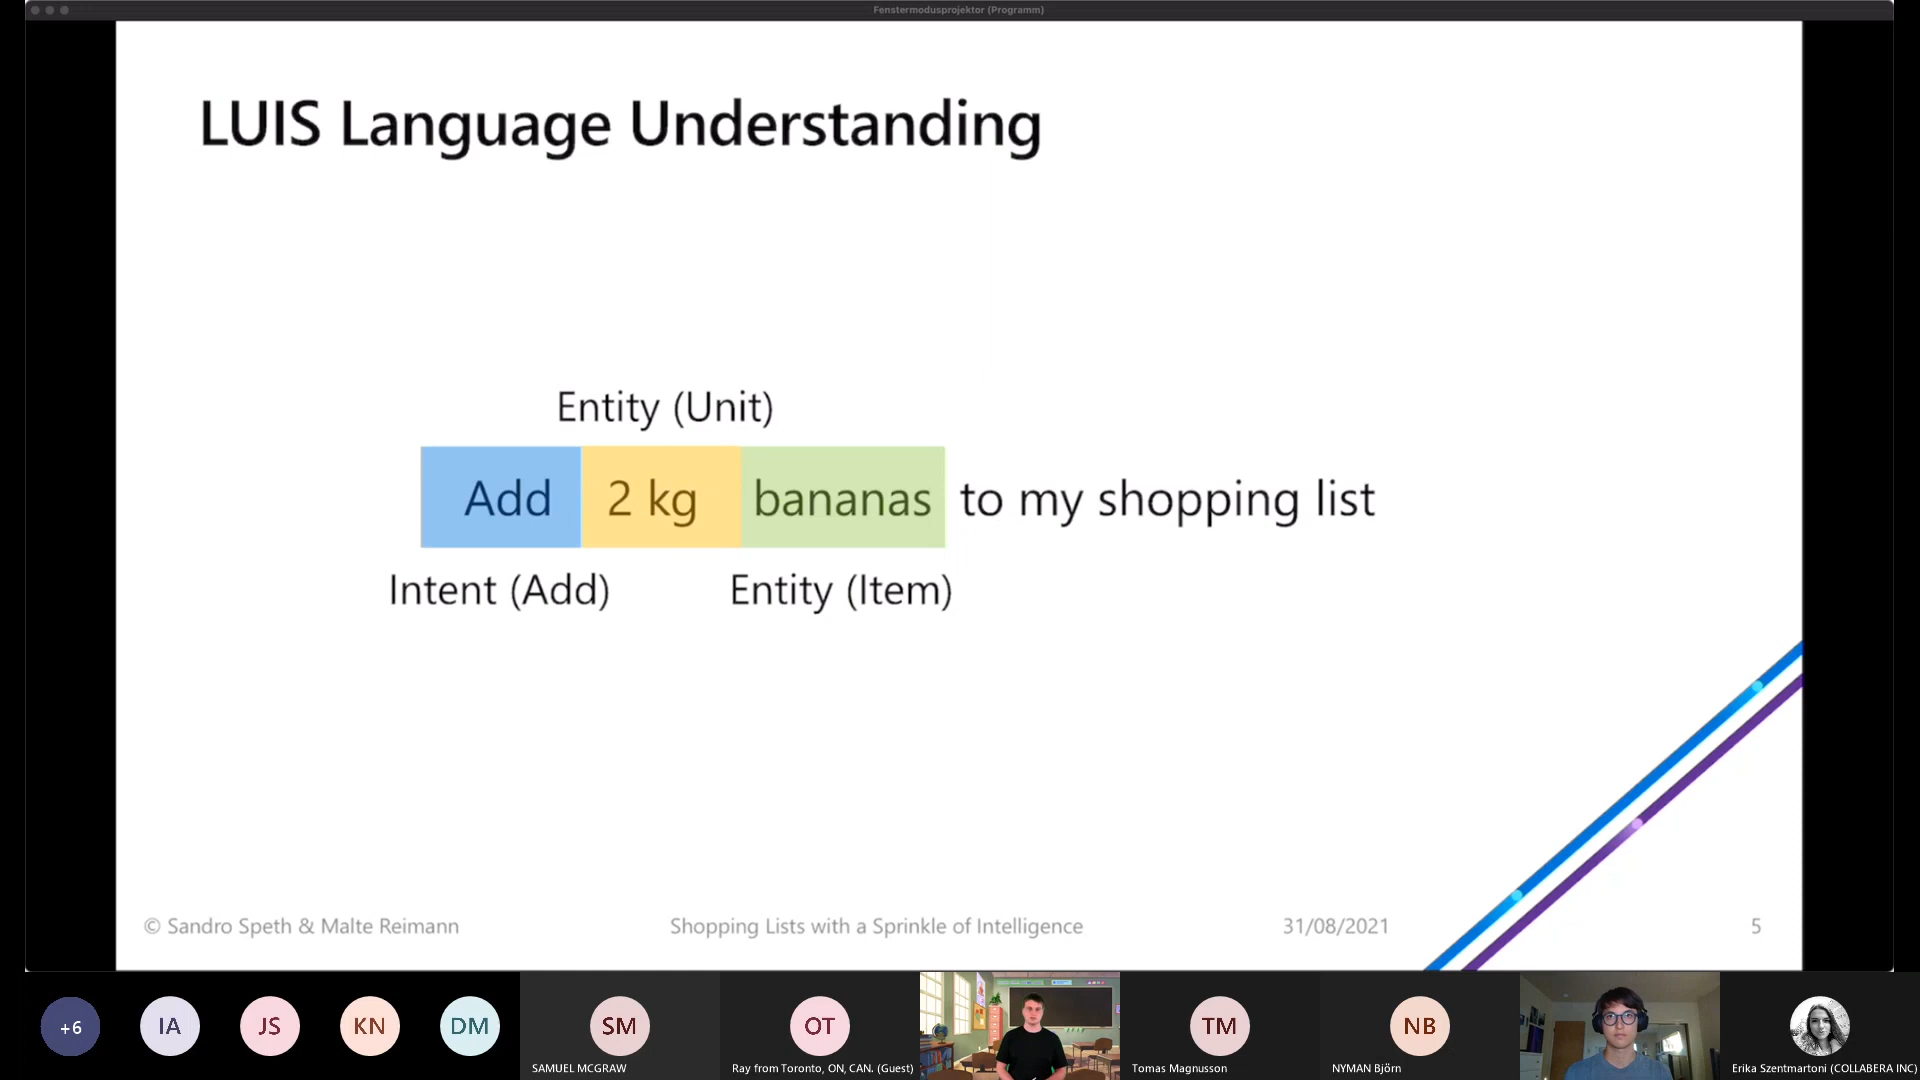 Fenstermodusprojektor (Programm)
LUIS Language Understanding
Entity (Unit)
Add 2 kg bananas to my shopping list
Intent (Add) Entity (Item)
© Sandro Speth & Malte Reimann Shopping Lists with a Sprinkle of Intelligence 31/08/2021 5
+6 IA JS KN DM SM OT TM NB
SAMUEL MCGRAW Ray from Toronto, ON, CAN. (Guest) Tomas Magnusson NYMAN Björn Erika Szentmartoni (COLLABERA INC)